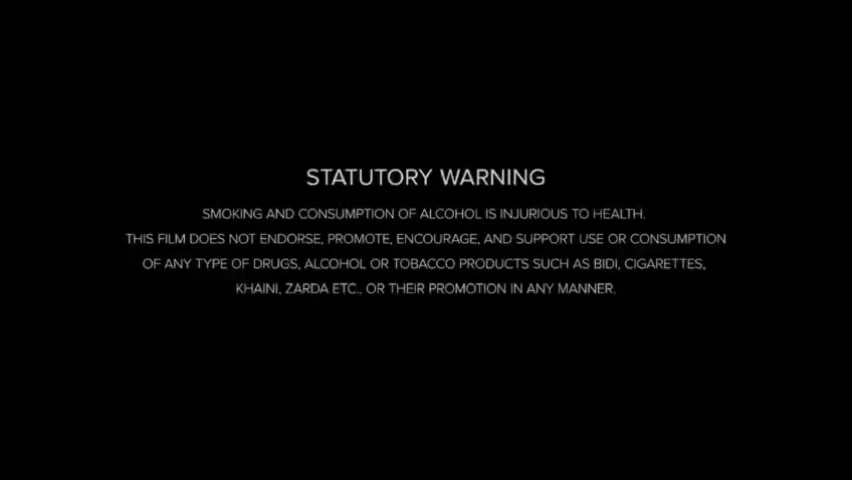 STATUTORY WARNING
SMOKING AND CONSUMPTION OF ALCOHOL IS INJURIOUS TO HEALTH.
THIS FILM DOES NOT ENDORSE, PROMOTE, ENCOURAGE, AND SUPPORT USE OR CONSUMPTION
OF ANY TYPE OF DRUGS, ALCOHOL OR TOBACCO PRODUCTS SUCH AS BIDI, CIGARETTES,
KHAINI, ZARDA ETC., OR THEIR PROMOTION IN ANY MANNER.